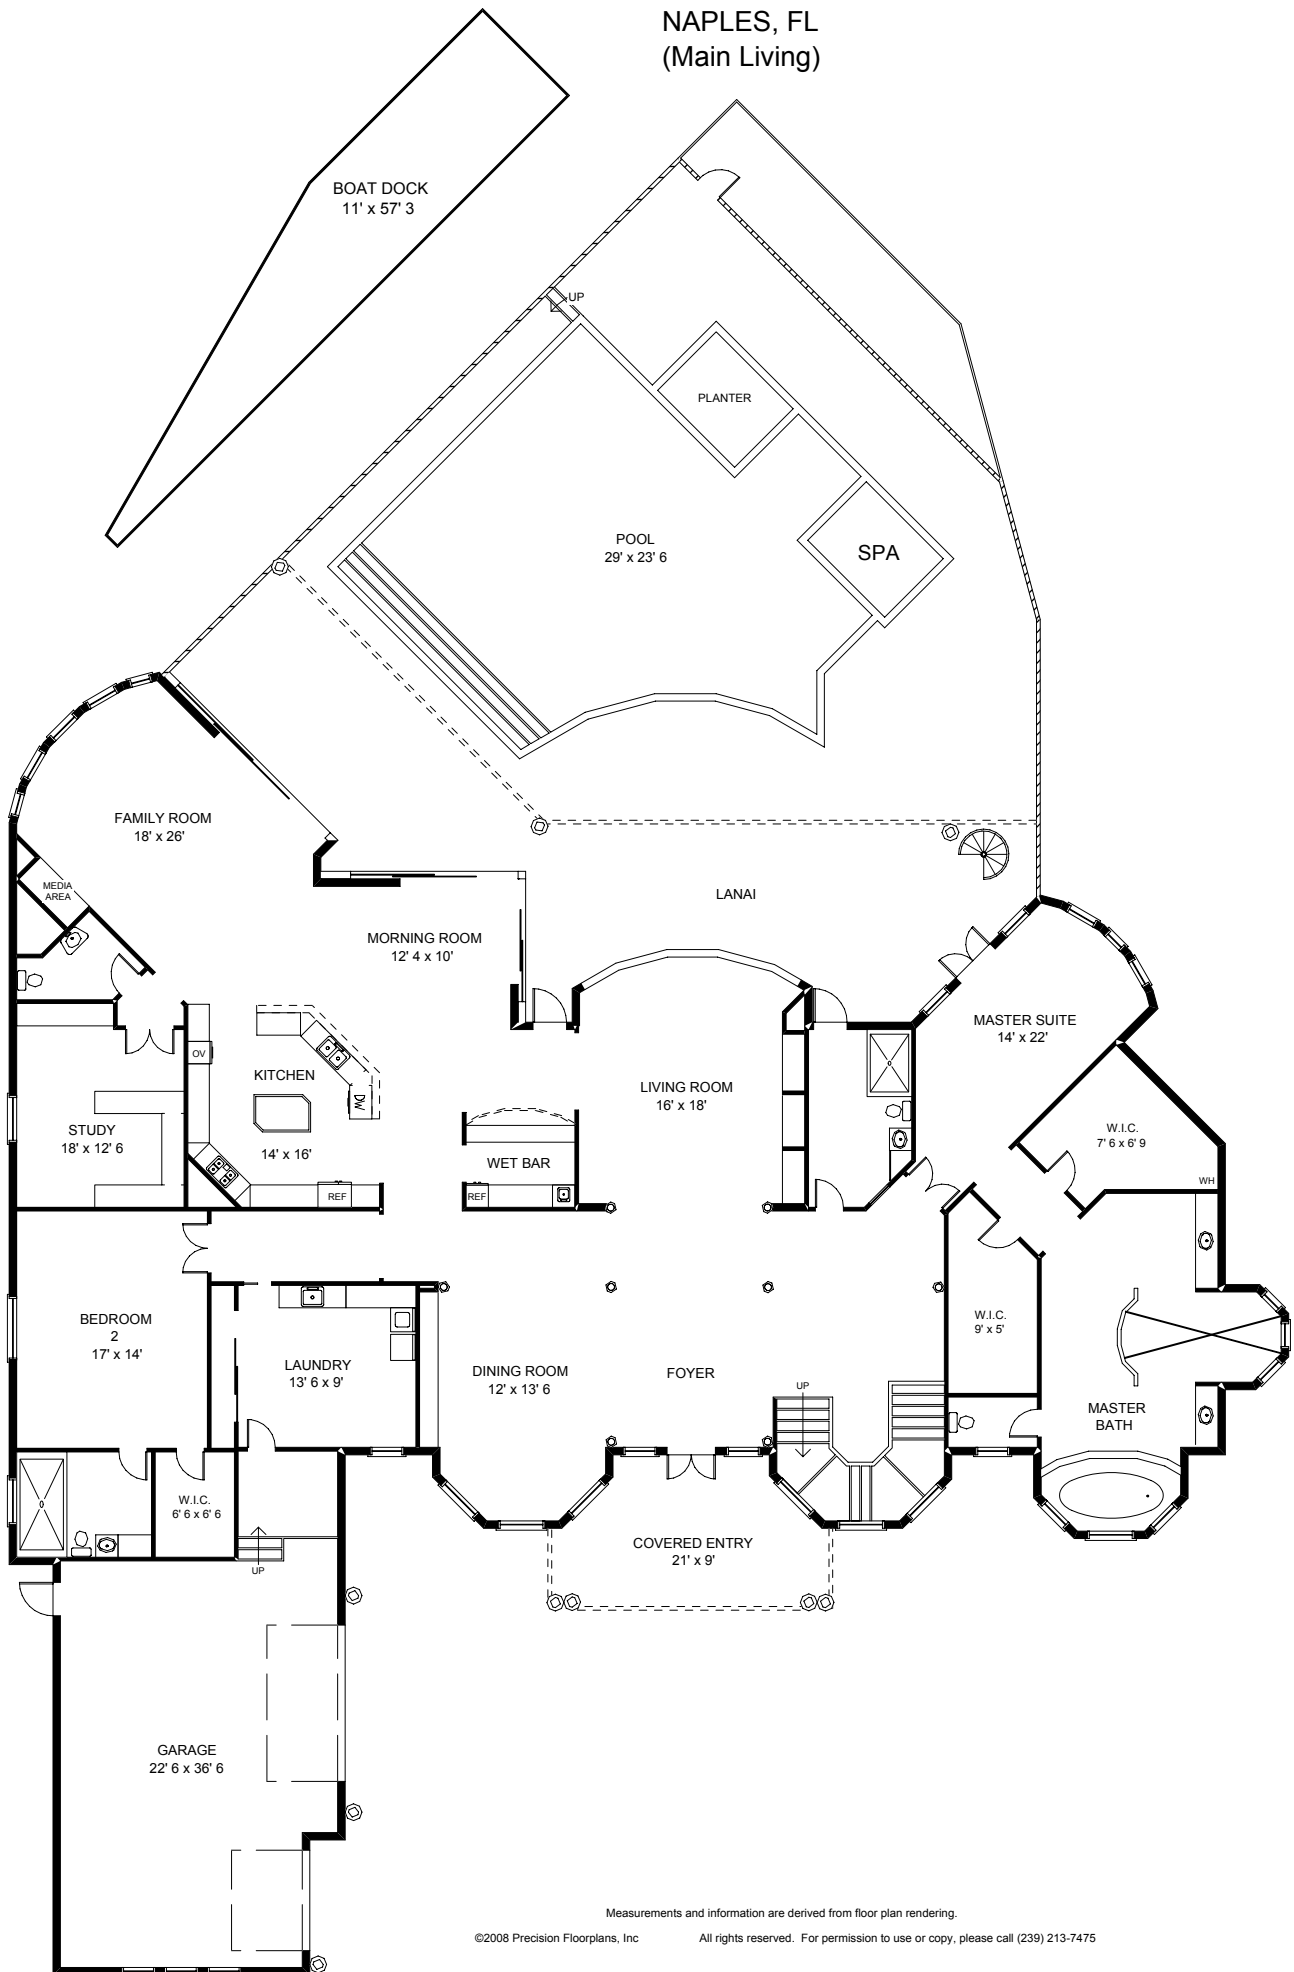 NAPLES, FL
(Main Living)
BOAT DOCK
11' x 57' 3
UP
PLANTER
POOL
29' x 23' 6
SPA
FAMILY ROOM
18' x 26'
MEDIA
AREA
LANAI
MORNING ROOM
12' 4 x 10'
MASTER SUITE
14' x 22'
OV
KITCHEN
DW
14' x 16'
REF
LIVING ROOM
16' x 18'
STUDY
18' x 12' 6
WET BAR
REF
W.I.C.
7' 6 x 6' 9
WH
BEDROOM
2
17' x 14'
LAUNDRY
13' 6 x 9'
DINING ROOM
12' x 13' 6
FOYER
UP
W.I.C.
9' x 5'
MASTER
BATH
W.I.C.
6' 6 x 6' 6
UP
COVERED ENTRY
21' x 9'
GARAGE
22' 6 x 36' 6
Measurements and information are derived from floor plan rendering.
©2008 Precision Floorplans, Inc All rights reserved. For permission to use or copy, please call (239) 213-7475